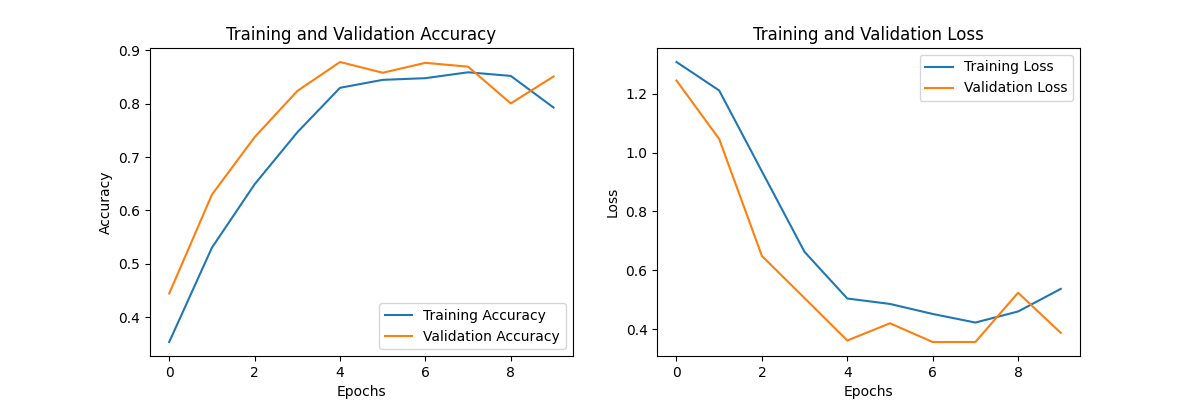 Training and Validation Accuracy
0.9
0.8
0.7
0.6
0.5
0.4
Accuracy
0 2 4 6 8
Epochs
Training Accuracy
Validation Accuracy
Training and Validation Loss
1.2
1.0
0.8
0.6
0.4
Loss
0 2 4 6 8
Epochs
Training Loss
Validation Loss